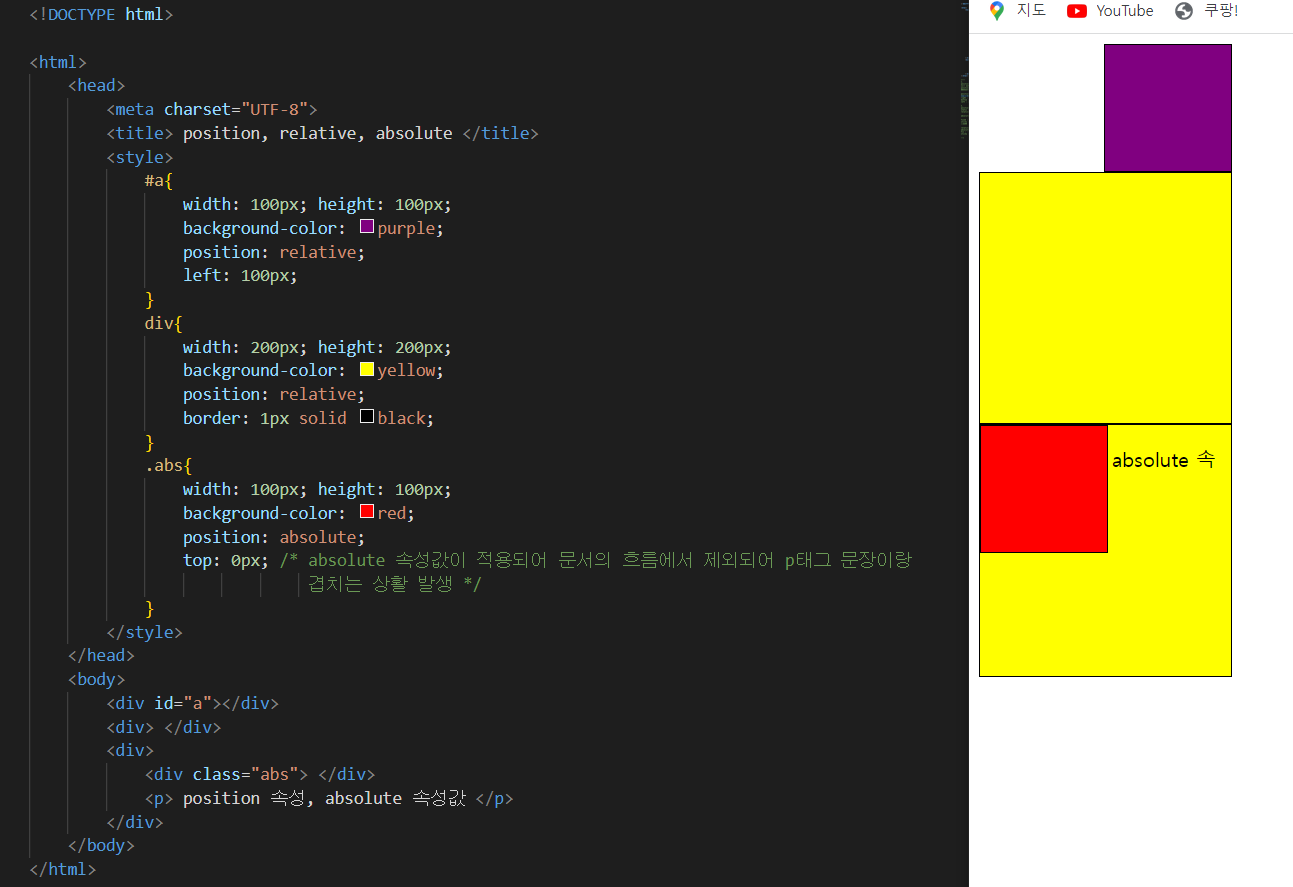 <!DOCTYPE html>
<html>
<head>
<meta charset="UTF-8">
<title> position, relative, absolute </title>
<style>
#a{
width: 100px; height: 100px;
background-color: purple;
position: relative;
left: 100px;
}
div{
width: 200px; height: 200px;
background-color: yellow;
position: relative;
border: 1px solid black;
}
.abs{
width: 100px; height: 100px;
background-color: red;
position: absolute;
top: 0px; /* absolute 속성값이 적용되어 문서의 흐름에서 제외되어 p태그 문장이랑
겹치는 상황 발생 */
}
</style>
</head>
<body>
<div id="a"></div>
<div> </div>
<div>
<div class="abs"> </div>
<p> position 속성, absolute 속성값 </p>
</div>
</body>
</html>
지도 YouTube 쿠팡!
absolute 속